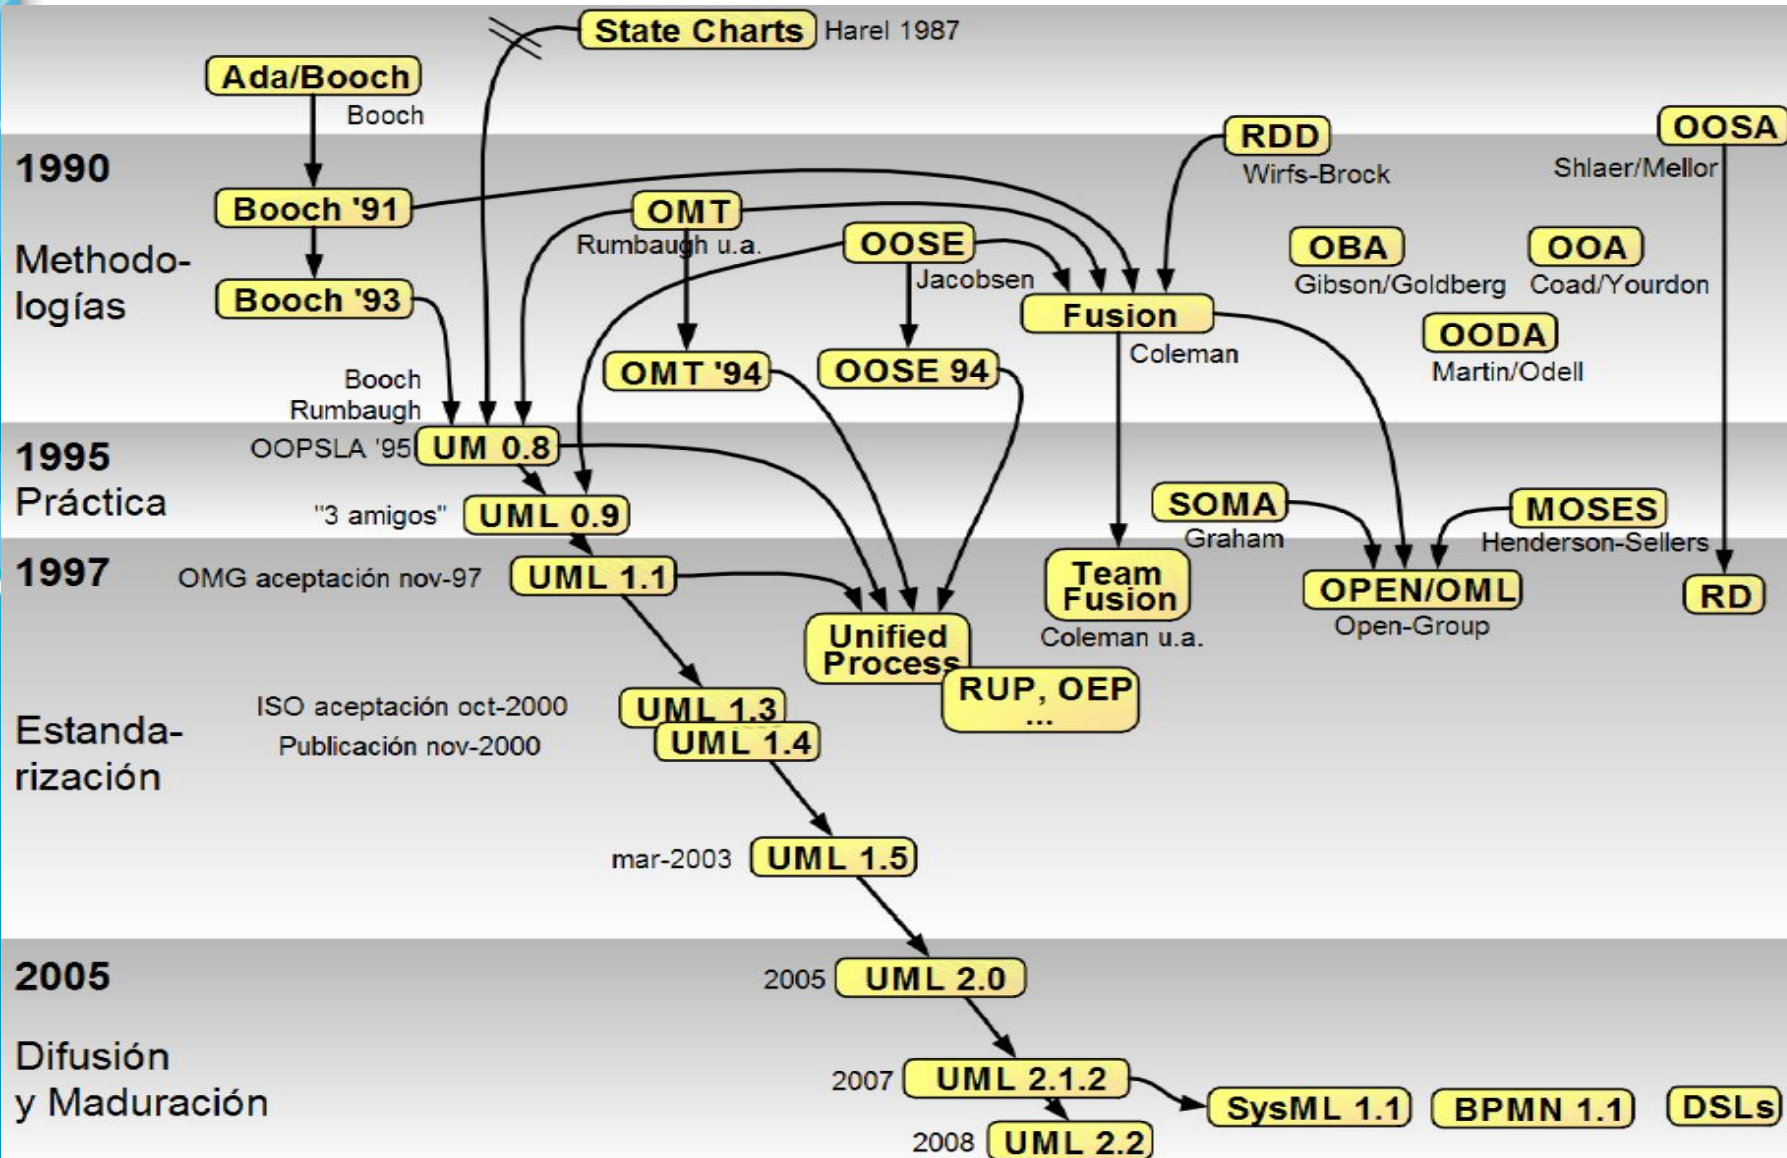 State Charts
Harel 1987
Ada/Booch
Booch
RDD
Wirfs-Brock
OOSA
Shlaer/Mellor
1990
Methodo-
logías
Booch '91
OMT
Rumbaugh u.a.
OOSE
Jacobsen
OBA
Gibson/Goldberg
OOA
Coad/Yourdon
Booch '93
Fusion
Coleman
OODA
Martin/Odell
OMT '94
OOSE 94
Booch
Rumbaugh
OOPSLA '95
UM 0.8
1995
Práctica
"3 amigos"
UML 0.9
SOMA
Graham
MOSES
Henderson-Sellers
1997
OMG aceptación nov-97
UML 1.1
Team
Fusion
Coleman u.a.
OPEN/OML
Open-Group
RD
Unified
Process
RUP, OEP
...
Estanda-
rización
ISO aceptación oct-2000
Publicación nov-2000
UML 1.3
UML 1.4
mar-2003
UML 1.5
2005
Difusión
y Maduración
2005
UML 2.0
2007
UML 2.1.2
SysML 1.1
BPMN 1.1
DSLs
2008
UML 2.2